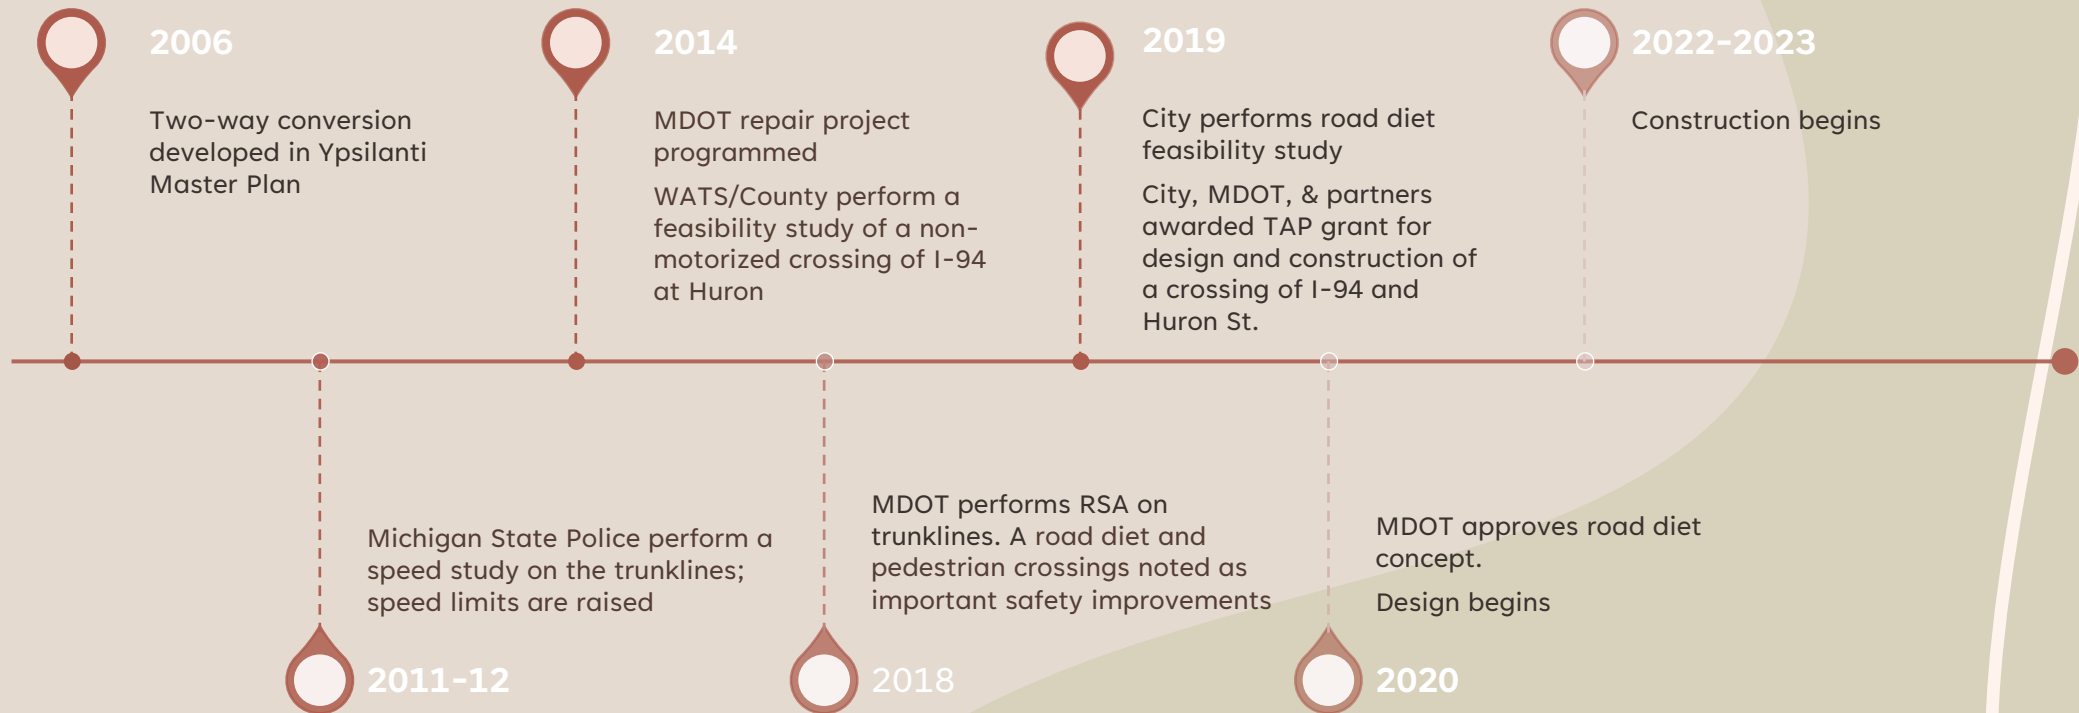 2006
Two-way conversion
developed in Ypsilanti
Master Plan
2011-12
Michigan State Police perform a
speed study on the trunklines;
speed limits are raised
2014
MDOT repair project
programmed
WATS/County perform a
feasibility study of a non-
motorized crossing of I-94
at Huron
2018
MDOT performs RSA on
trunklines. A road diet and
pedestrian crossings noted as
important safety improvements
2019
City performs road diet
feasibility study
City, MDOT, & partners
awarded TAP grant for
design and construction of
a crossing of I-94 and
Huron St.
2020
MDOT approves road diet
concept.
Design begins
2022-2023
Construction begins